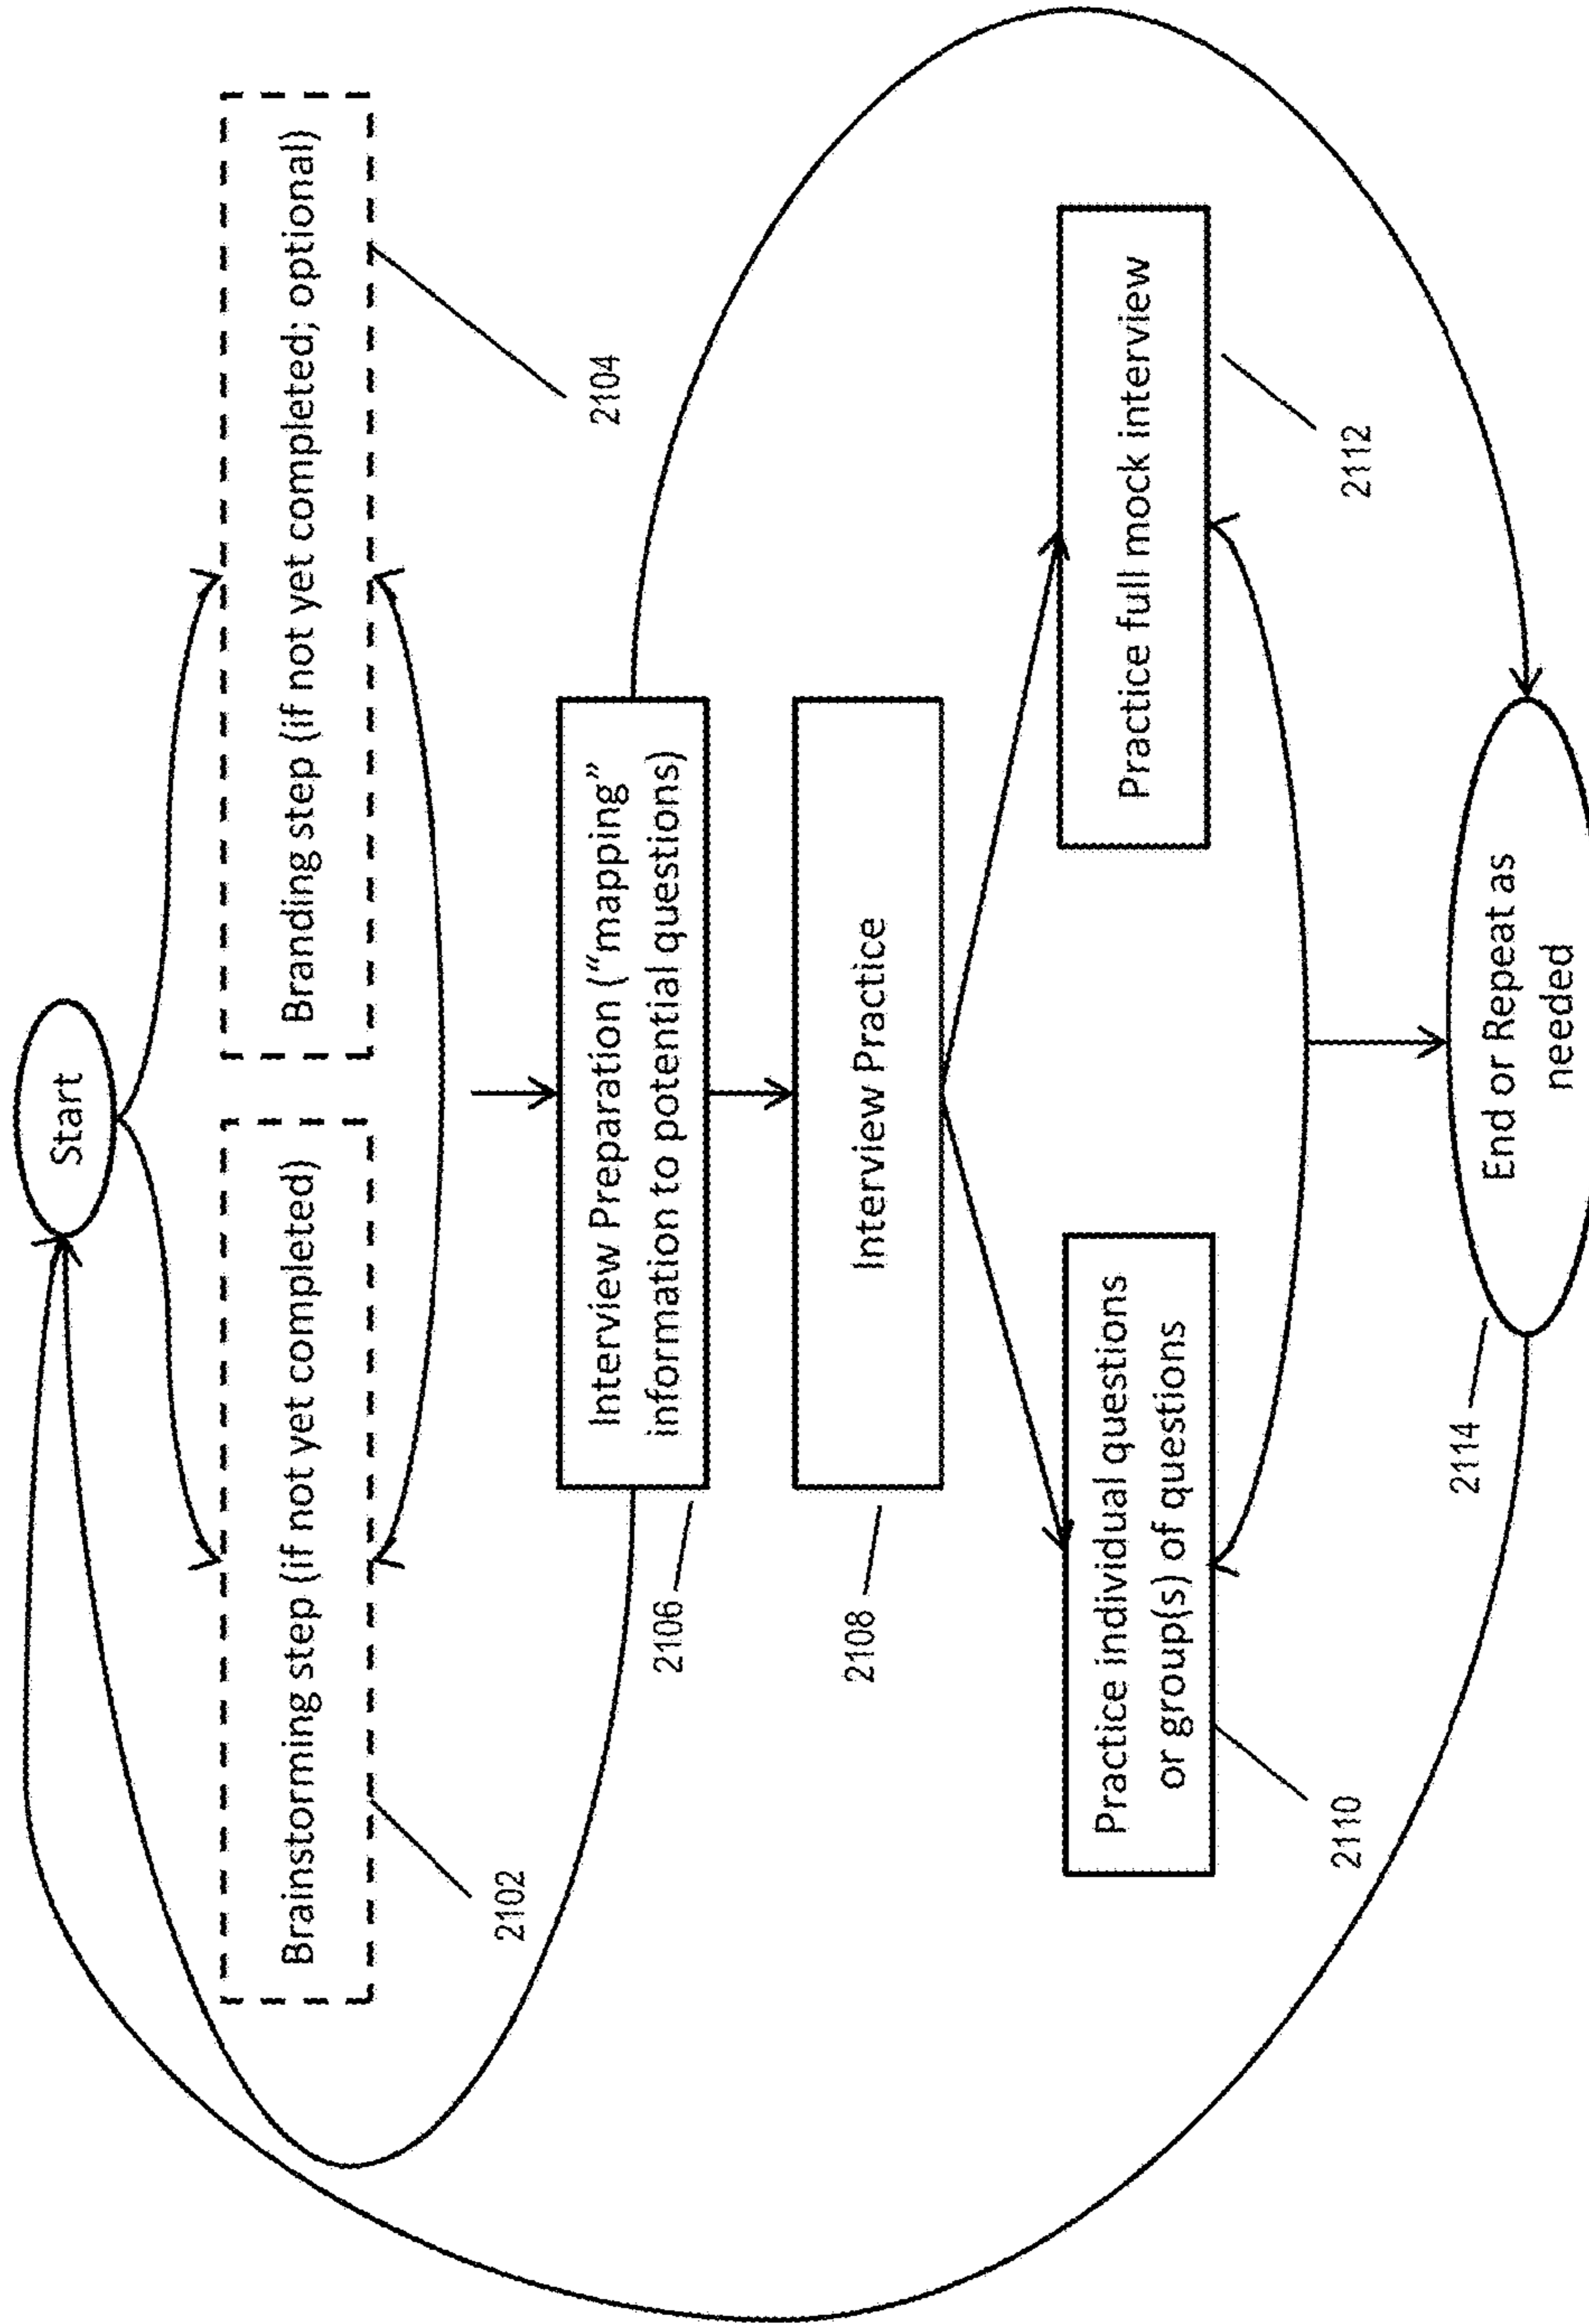 Start
Brainstorming step (if not yet completed)
Branding step (if not yet completed; optional)
2102
2104
Interview Preparation (“mapping”
information to potential questions)
2106
Interview Practice
2108
Practice individual questions
or group(s) of questions
2110
Practice full mock interview
2112
End or Repeat as
needed
2114